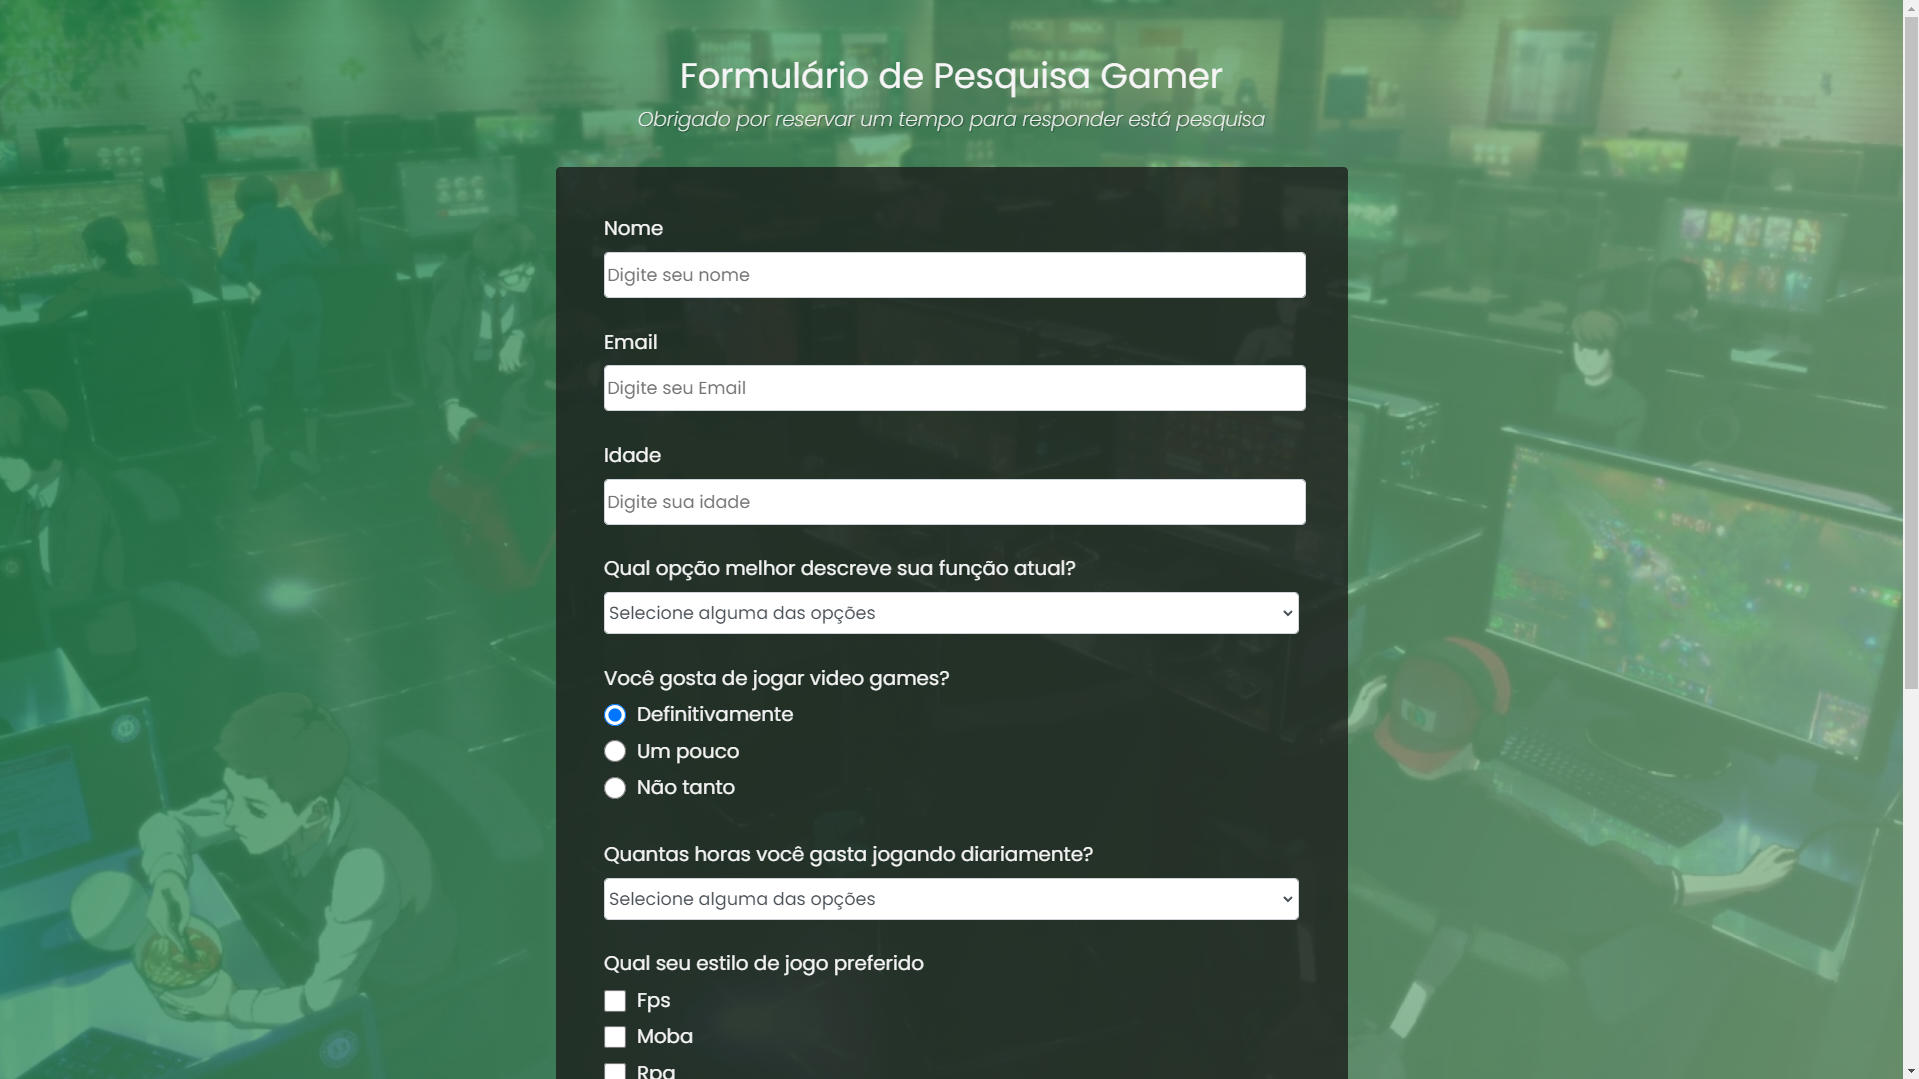 Formulário de Pesquisa Gamer
Obrigado por reservar um tempo para responder está pesquisa
Nome
Digite seu nome
Email
Digite seu Email
Idade
Digite sua idade
Qual opção melhor descreve sua função atual?
Selecione alguma das opções
Você gosta de jogar video games?
Definitivamente
Um pouco
Não tanto
Quantas horas você gasta jogando diariamente?
Selecione alguma das opções
Qual seu estilo de jogo preferido
Fps
Moba
Rpg